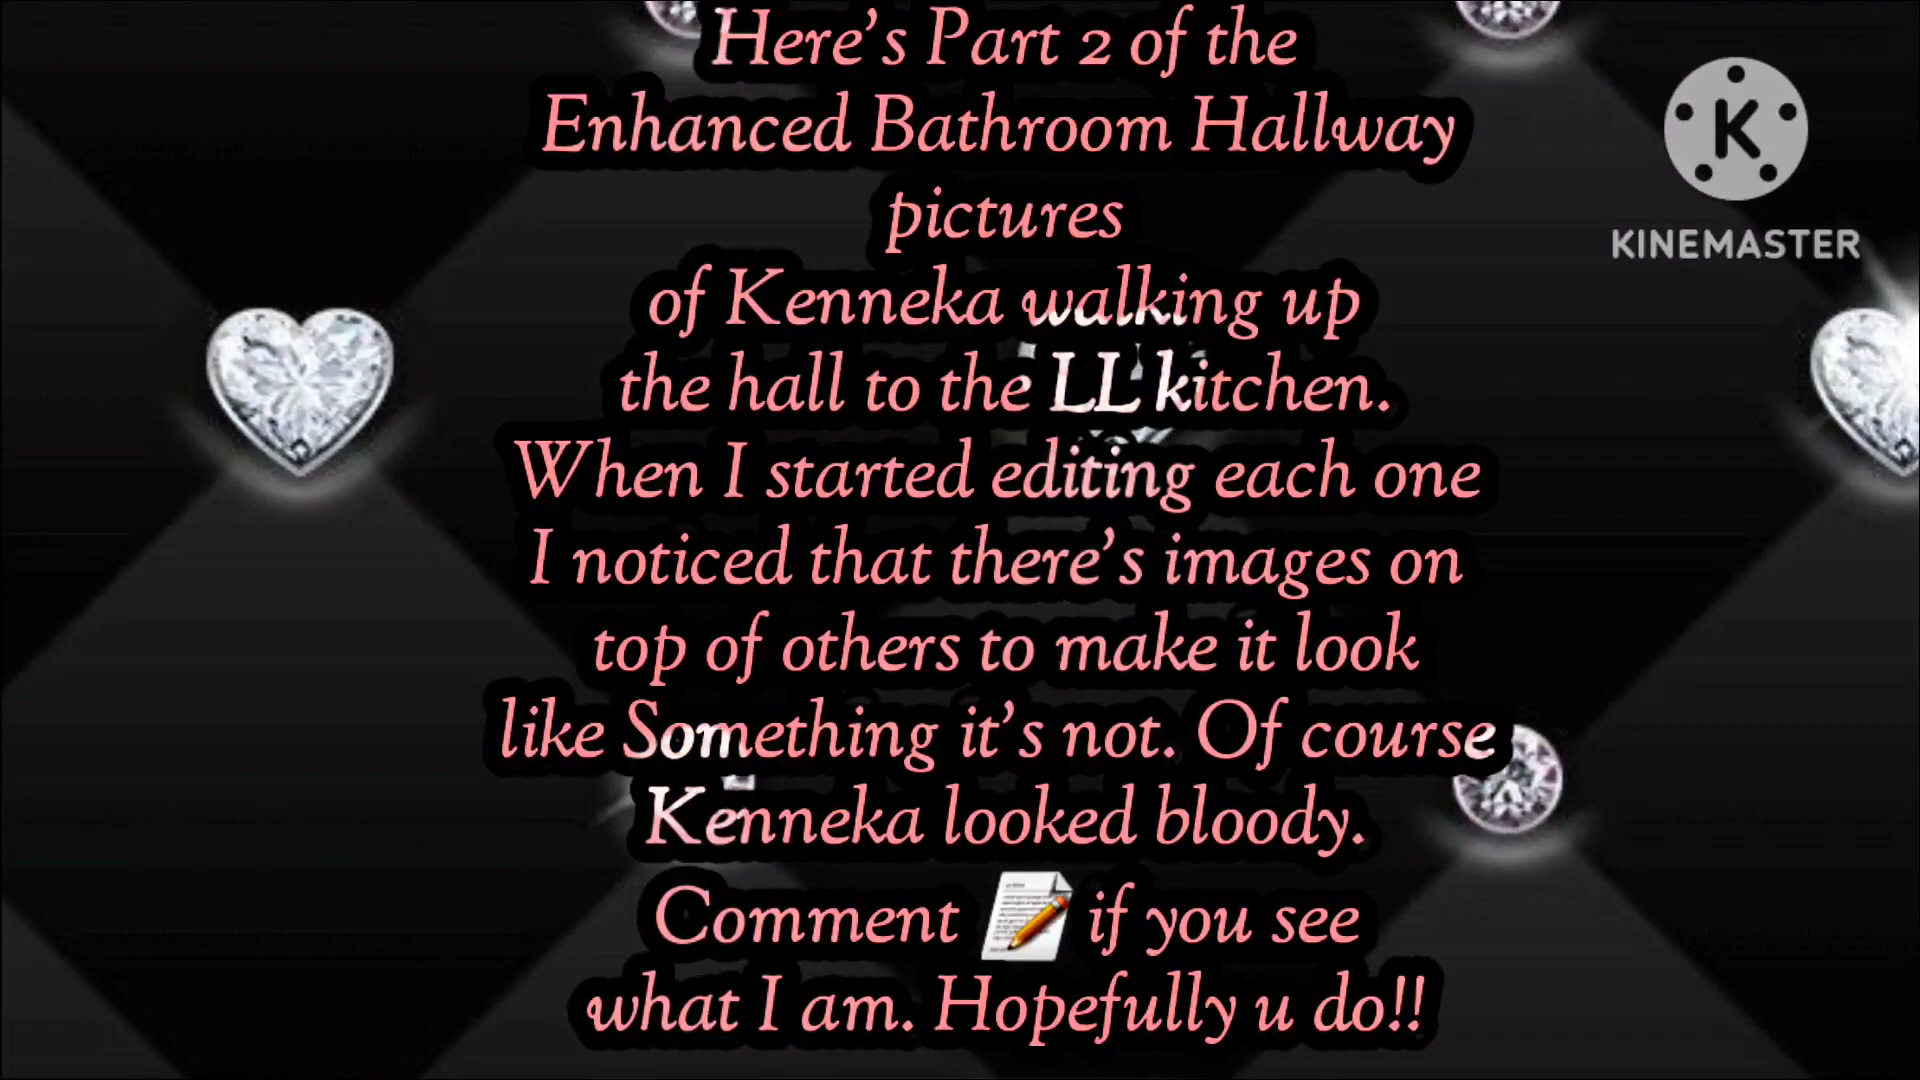 Here's Part 2 of the
Enhanced Bathroom Hallway
pictures
of Kenneka walking up
the hall to the LL kitchen.
When I started editing each one
I noticed that there's images on
top of others to make it look
like Something it's not. Of course
Kenneka looked bloody.
Comment 📝 if you see
what I am. Hopefully u do!!
K
KINEMASTER